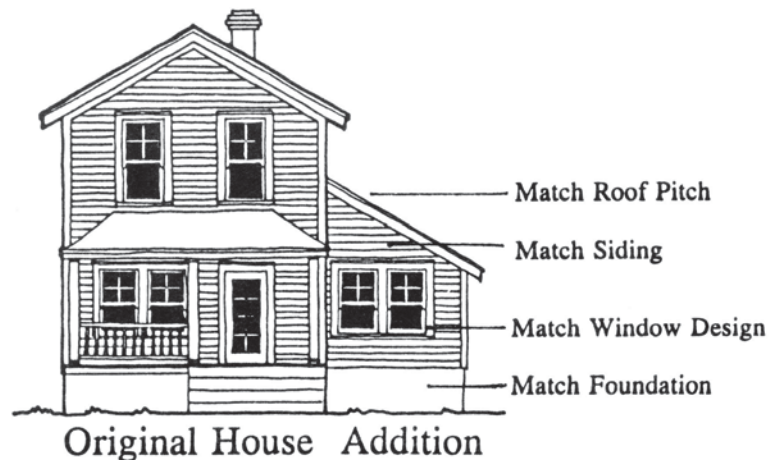 Match Roof Pitch
Match Siding
Match Window Design
Match Foundation
Original House Addition